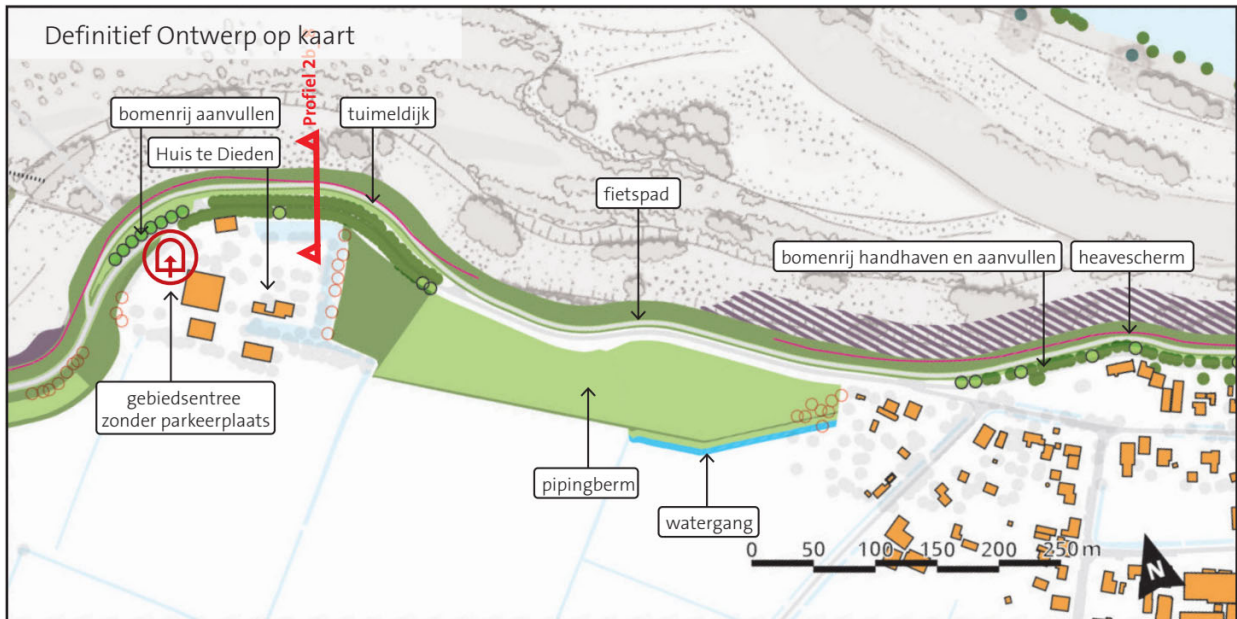 Definitief Ontwerp op kaart
Profiel 2b
bomenrij aanvullen
tuimeldijk
Huis te Dieden
fietspad
bomenrij handhaven en aanvullen
heavescherm
gebiedsentree
zonder parkeerplaats
pipingberm
watergang
0 50 100 150 200 250 m
N